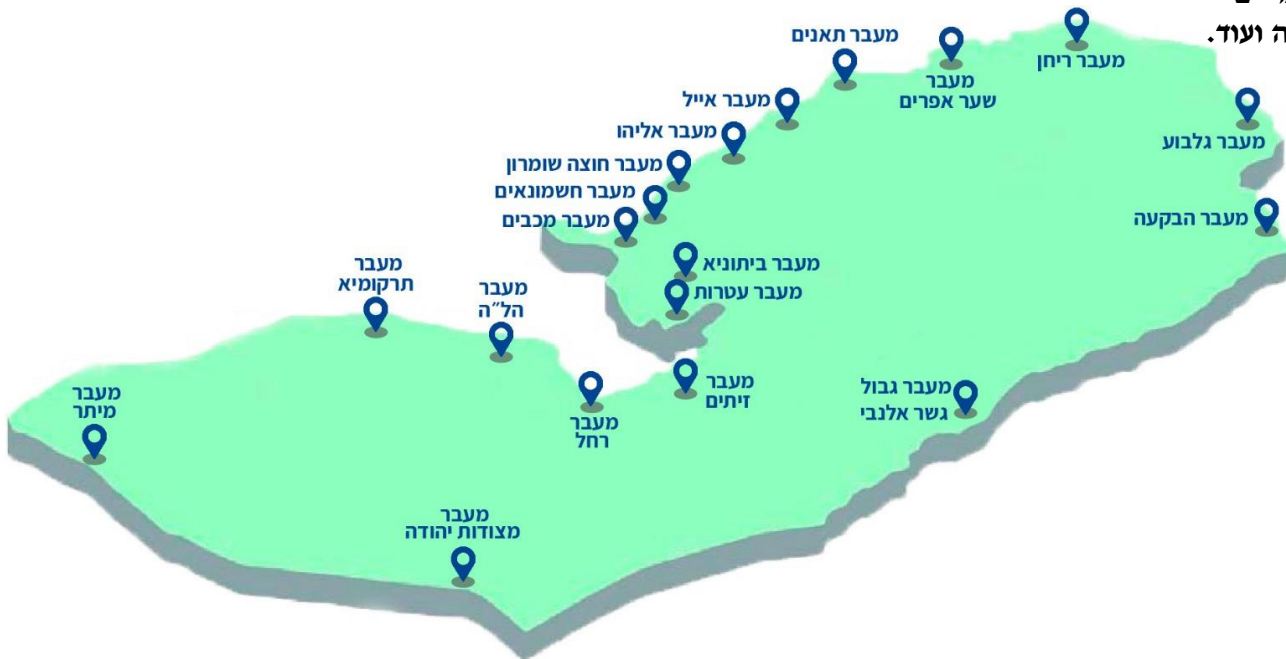 ה ועוד.
מעבר ריחן
מעבר
שער אפרים
מעבר תאנים
מעבר אייל
מעבר אליהו
מעבר חוצה שומרון
מעבר חשמונאים
מעבר מכבים
מעבר גלבוע
מעבר הבקעה
מעבר ביתוניא
מעבר עטרות
מעבר
תרקומיא
מעבר
הל״ה
מעבר
זיתים
מעבר גבול
גשר אלנבי
מעבר
רחל
מעבר
מיתר
מעבר
מצודות יהודה